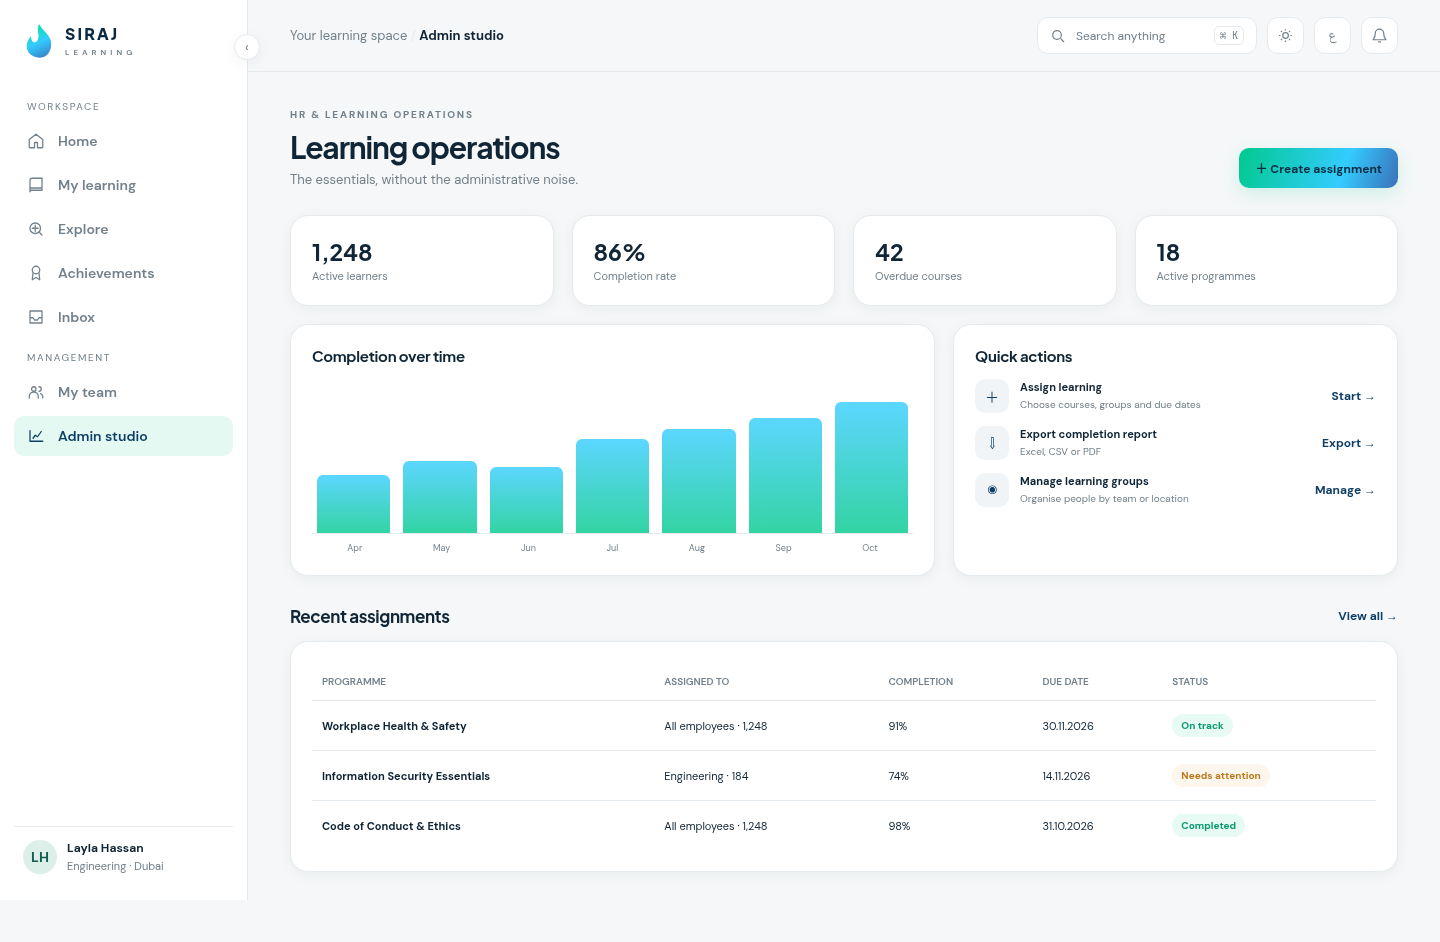 SIRAJ
LEARNING
‹
WORKSPACE
Home
My learning
Explore
Achievements
Inbox
MANAGEMENT
My team
Admin studio
LH
Layla Hassan
Engineering · Dubai
Your learning space / Admin studio
Search anything ⌘ K
ع
HR & LEARNING OPERATIONS
Learning operations
The essentials, without the administrative noise.
+ Create assignment
1,248
Active learners
86%
Completion rate
42
Overdue courses
18
Active programmes
Completion over time
Apr May Jun Jul Aug Sep Oct
Quick actions
Assign learning
Choose courses, groups and due dates
Start →
Export completion report
Excel, CSV or PDF
Export →
Manage learning groups
Organise people by team or location
Manage →
Recent assignments
View all →
PROGRAMME ASSIGNED TO COMPLETION DUE DATE STATUS
Workplace Health & Safety All employees · 1,248 91% 30.11.2026 On track
Information Security Essentials Engineering · 184 74% 14.11.2026 Needs attention
Code of Conduct & Ethics All employees · 1,248 98% 31.10.2026 Completed